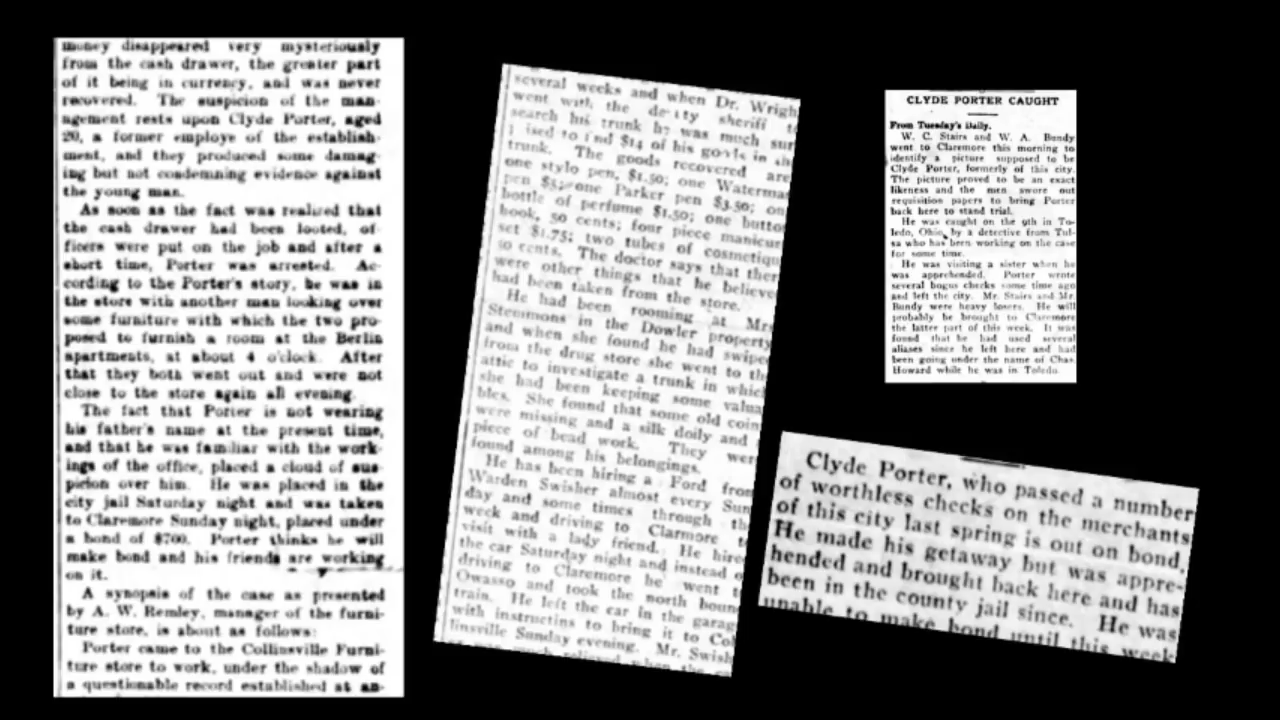 money disappeared very mysteriously
from the cash drawer, the greater part
of it being in currency, and was never
recovered. The suspicion of the man-
agement rests upon Clyde Porter, aged
20, a former employe of the establish-
ment, and they produced some damag-
ing but not condemning evidence against
the young man.
As soon as the fact was realized that
the cash drawer had been looted, of-
ficers were put on the job and after a
short time, Porter was arrested. Ac-
cording to the Porter's story, he was in
the store with another man looking over
some furniture with which the two pro-
posed to furnish a room at the Berlin
apartments, at about 4 o'clock. After
that they both went out and were not
close to the store again all evening.
The fact that Porter is not wearing
his father's name at the present time,
and that he was familiar with the work-
ings of the office, placed a cloud of sus-
picion over him. He was placed in the
city jail Saturday night and was taken
to Claremore Sunday night, placed under
a bond of $700. Porter thinks he will
make bond and his friends are working
on it.
A synopsis of the case as presented
by A. W. Remley, manager of the furni-
ture store, is about as follows:
Porter came to the Collinsville Furni-
ture store to work, under the shadow of
a questionable record established at an-
several weeks and when Dr. Wrigh
went with the sheriff t
search his trunk he was much sur
$14 of his goods in
trunk. The goods recovered are
one stylo pen, $1.50; one Waterma
pen $5; one Parker pen $3.50; on
bottle of perfume $1.50; one button
book, 50 cents; four piece manicur
set $1.75; two tubes of cosmetiqu
10 cents. The doctor says that ther
were other things that he believe
had been taken from the store.
He had been rooming at Mrs
Stemmons in the Dowler property
and when she found he had swipe
from the drug store she went to th
attic to investigate a trunk in which
she had been keeping some valua
bles. She found that some old coin
were missing and a silk doily and
piece of bead work. They wer
found among his belongings.
He has been hiring a Ford from
Warden Swisher almost every Sun
day and some times through th
week and driving to Clarmore t
visit with a lady friend. He hire
the car Saturday night and instead o
driving to Claremore he went t
Owasso and took the north boun
train. He left the car in the garag
with instructins to bring it to Col
linsville Sunday evening. Mr. Swish
much relieved when the
CLYDE PORTER CAUGHT
From Tuesday's Daily.
W. C. Stairs and W. A. Bundy
went to Claremore this morning to
identify a picture supposed to be
Clyde Porter, formerly of this city.
The picture proved to be an exact
likeness and the men swore out
requisition papers to bring Porter
back here to stand trial.
He was caught on the 9th in To-
ledo, Ohio, by a detective from Tul-
sa who has been working on the case
for some time.
He was visiting a sister when he
was apprehended. Porter wrote
several bogus checks some time ago
and left the city. Mr. Stairs and Mr.
Bundy were heavy losers. He will
probably be brought to Claremore
the latter part of this week. It was
found that he had used several
aliases since he left here and had
been going under the name of Chas.
Howard while he was in Toledo.
Clyde Porter, who passed a number
of worthless checks on the merchants
of this city last spring is out on bond.
He made his getaway but was appre-
hended and brought back here and has
been in the county jail since. He was
unable to make bond until this week